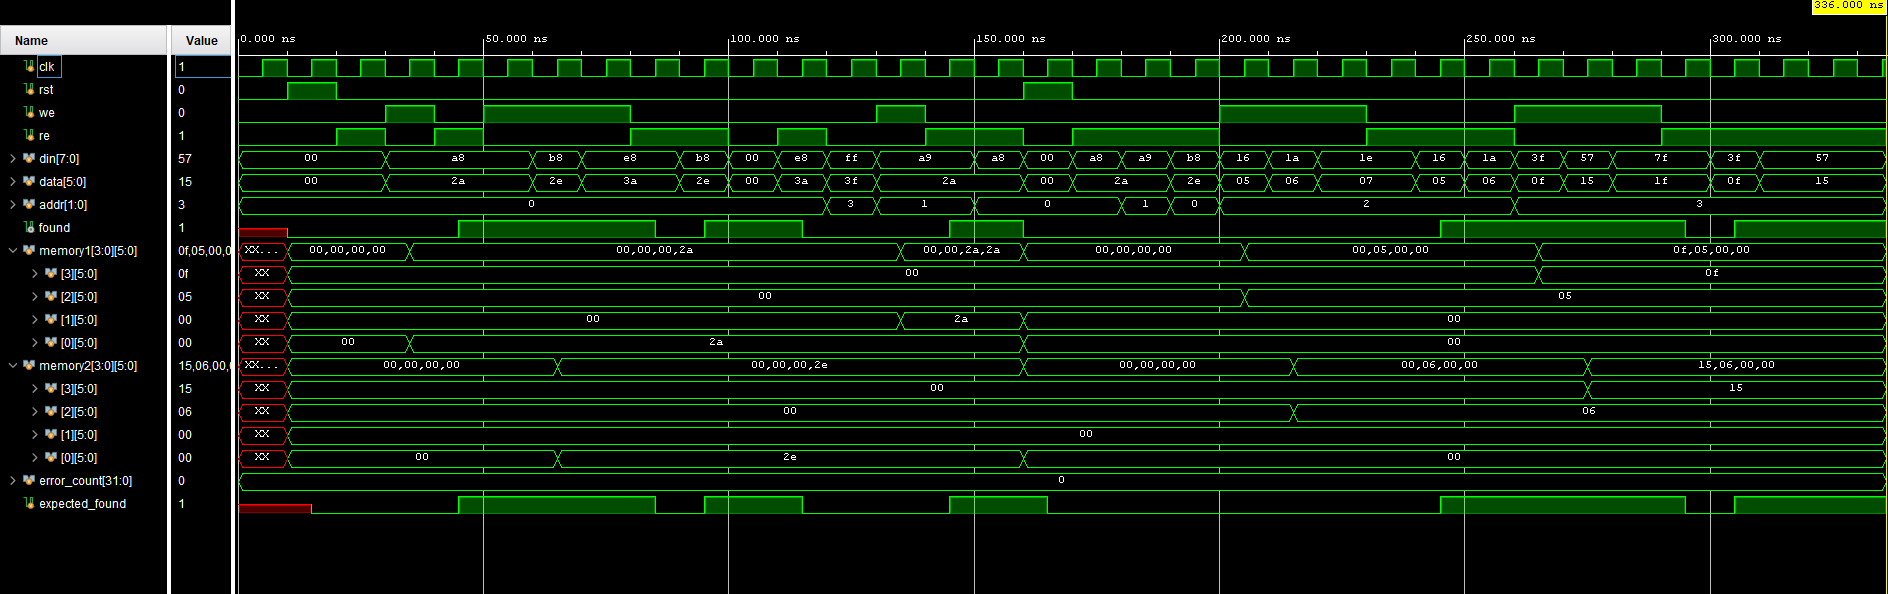 336.000 ns
Name Value 0.000 ns 50.000 ns 100.000 ns 150.000 ns 200.000 ns 250.000 ns 300.000 ns
clk 1
rst 0
we 0
re 1
din[7:0] 57 00 a8 b8 e8 b8 00 e8 ff a9 a8 00 a8 a9 b8 16 1a 1e 16 1a 3f 57 7f 3f 57
data[5:0] 15 00 2a 2e 3a 2e 00 3a 3f 2a 00 2a 2e 05 06 07 05 06 0f 15 1f 0f 15
addr[1:0] 3 0 3 1 0 1 0 2 3
found 1
memory1[3:0][5:0] 0f,05,00,0 XX... 00,00,00,00 00,00,00,2a 00,00,2a,2a 00,00,00,00 00,05,00,00 0f,05,00,00
[3][5:0] 0f XX 00 0f
[2][5:0] 05 XX 00 05
[1][5:0] 00 XX 00 2a 00
[0][5:0] 00 XX 00 2a 00
memory2[3:0][5:0] 15,06,00,0 XX... 00,00,00,00 00,00,00,2e 00,00,00,00 00,06,00,00 15,06,00,00
[3][5:0] 15 XX 00 15
[2][5:0] 06 XX 00 06
[1][5:0] 00 XX 00
[0][5:0] 00 XX 00 2e 00
error_count[31:0] 0 0
expected_found 1